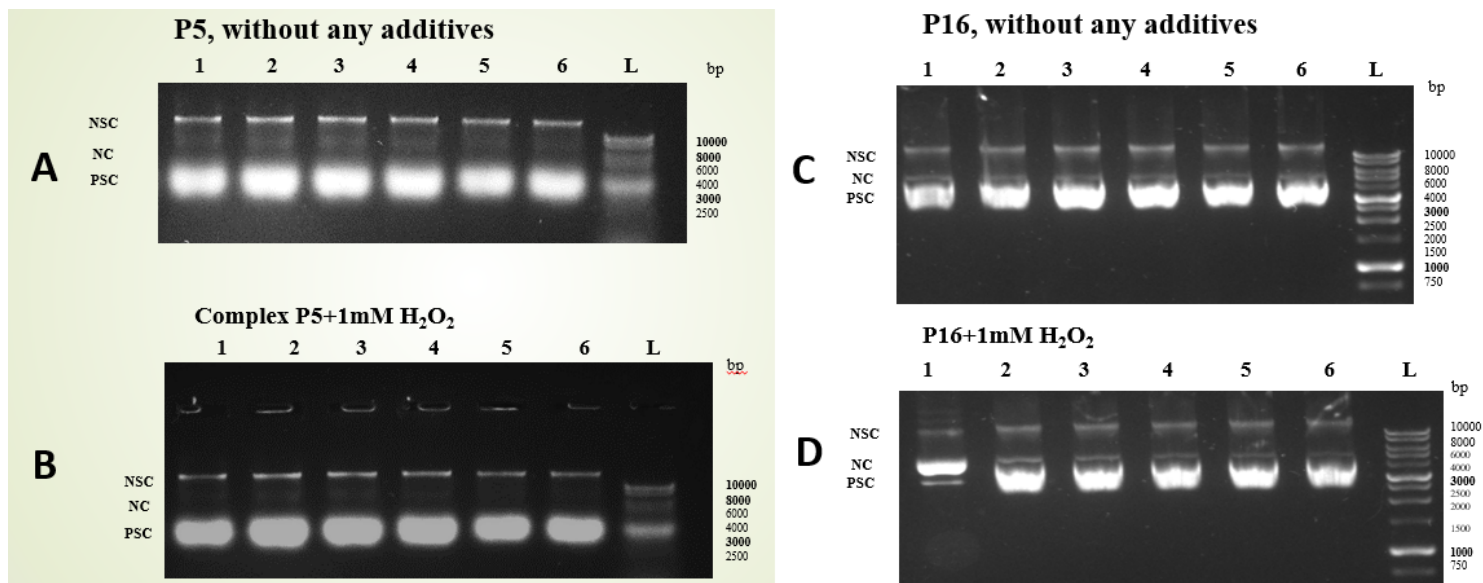 P5, without any additives
1 2 3 4 5 6 L
bp
NSC
NC
PSC
A
10000
8000
6000
4000
3000
2500
Complex P5+1mM H₂O₂
1 2 3 4 5 6 L
bp
NSC
NC
PSC
B
10000
8000
6000
4000
3000
2500
P16, without any additives
1 2 3 4 5 6 L
bp
NSC
NC
PSC
C
10000
8000
6000
4000
3000
2500
2000
1500
1000
750
P16+1mM H₂O₂
1 2 3 4 5 6 L
bp
NSC
NC
PSC
D
10000
8000
6000
4000
3000
2500
2000
1500
1000
750